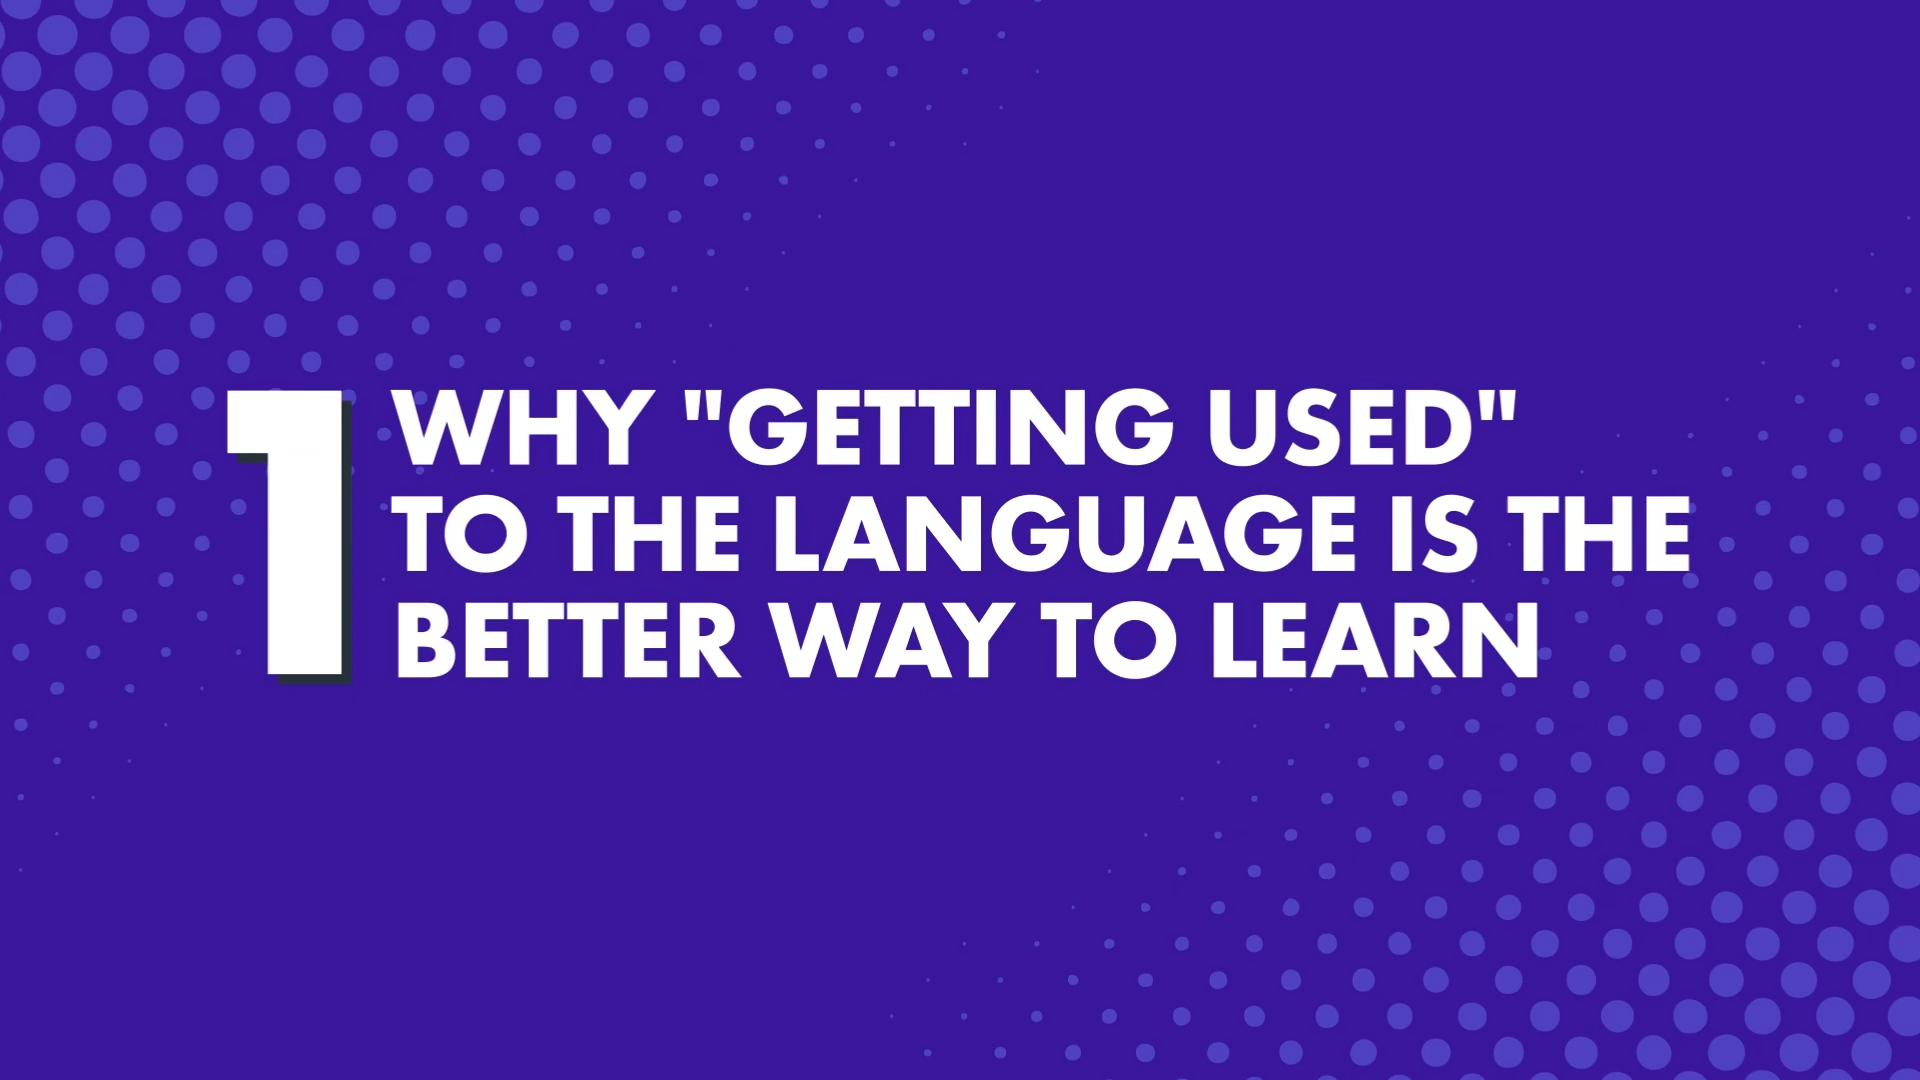 1 WHY "GETTING USED"
TO THE LANGUAGE IS THE
BETTER WAY TO LEARN